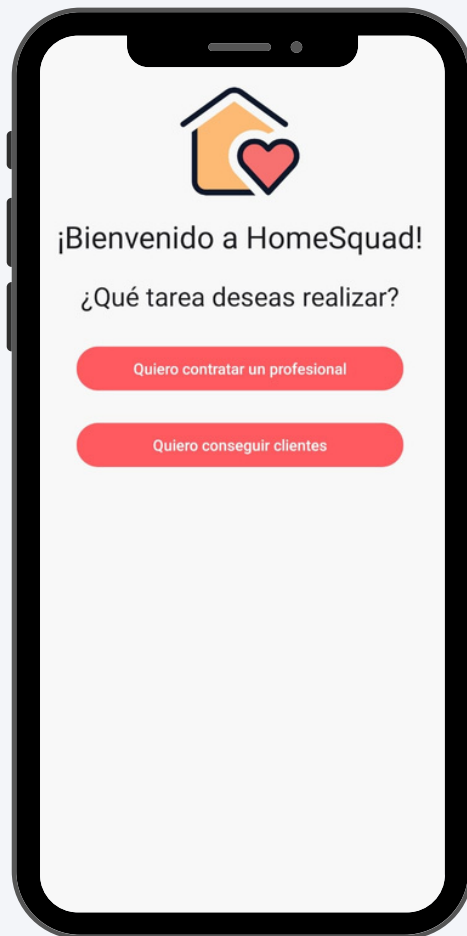 ¡Bienvenido a HomeSquad!
¿Qué tarea deseas realizar?
Quiero contratar un profesional
Quiero conseguir clientes